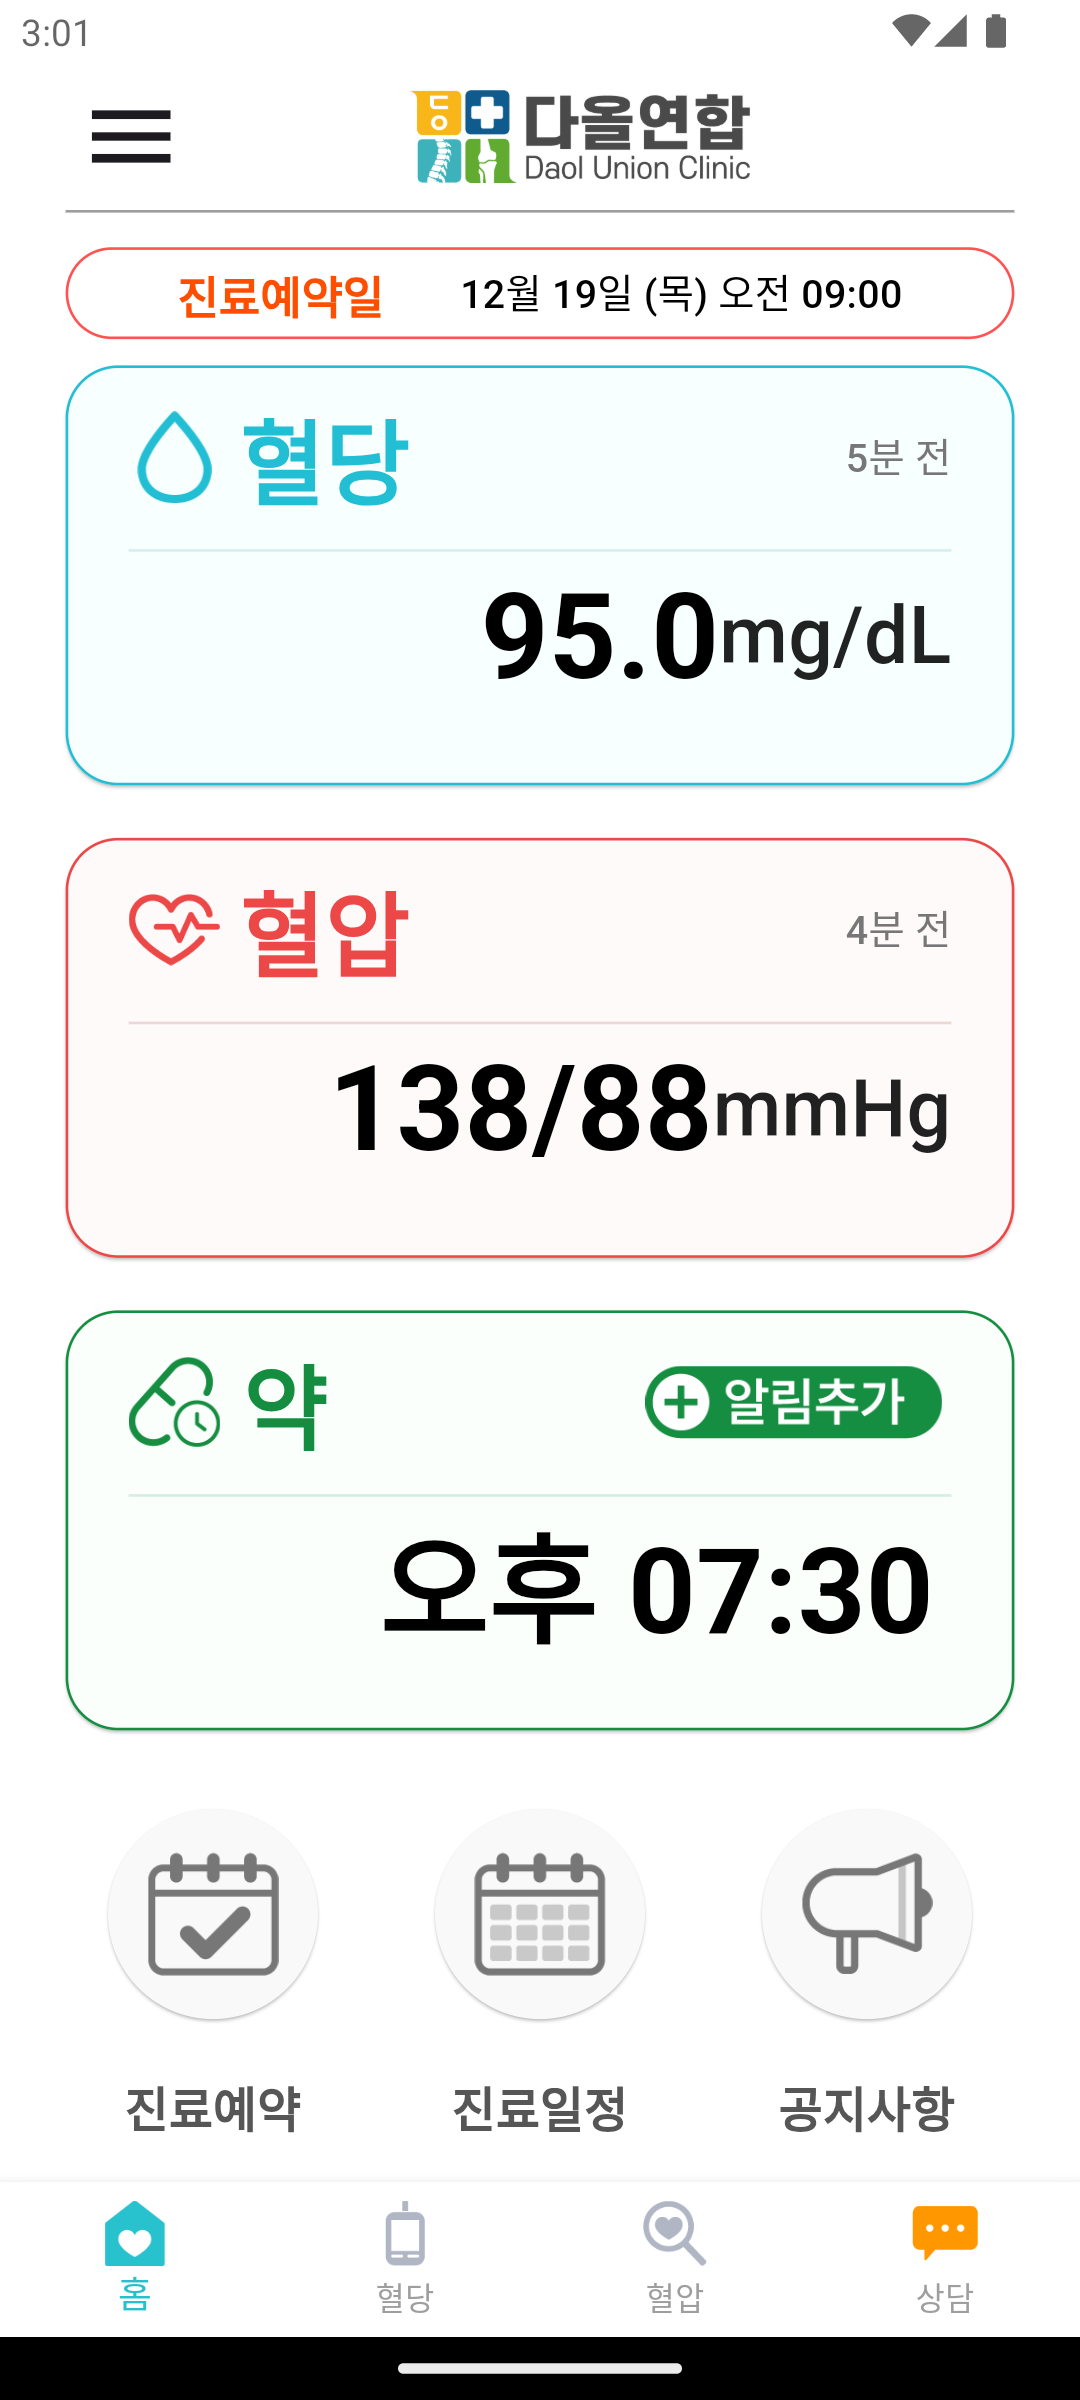 3:01
다올연합
Daol Union Clinic
진료예약일 12월 19일 (목) 오전 09:00
혈당 5분 전
95.0mg/dL
혈압 4분 전
138/88mmHg
약 알림추가
오후 07:30
진료예약 진료일정 공지사항
홈 혈당 혈압 상담